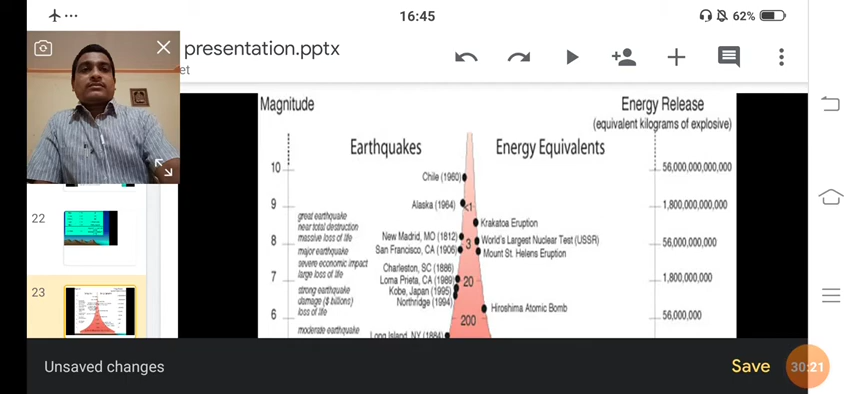 16:45
62%
presentation.pptx
et
22
23
Magnitude
Energy Release
(equivalent kilograms of explosive)
Earthquakes
Energy Equivalents
10
Chile (1960)
56,000,000,000,000
9
Alaska (1964)
<1
1,800,000,000,000
great earthquake
near total destruction
massive loss of life
Krakatoa Eruption
New Madrid, MO (1812)
World's Largest Nuclear Test (USSR)
8
San Francisco, CA (1906)
3
Mount St. Helens Eruption
56,000,000,000
major earthquake
severe economic impact
large loss of life
Charleston, SC (1886)
7
Loma Prieta, CA (1989)
20
1,800,000,000
strong earthquake
damage ($ billions)
loss of life
Kobe, Japan (1995)
Northridge (1994)
Hiroshima Atomic Bomb
6
200
56,000,000
moderate earthquake
Long Island, NY (1884)
Unsaved changes
Save
30:21